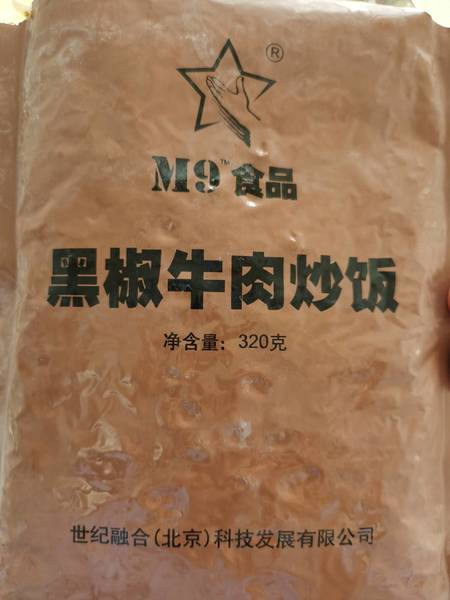 ®
M9™食品
黑椒牛肉炒饭
净含量：320克
世纪融合(北京)科技发展有限公司